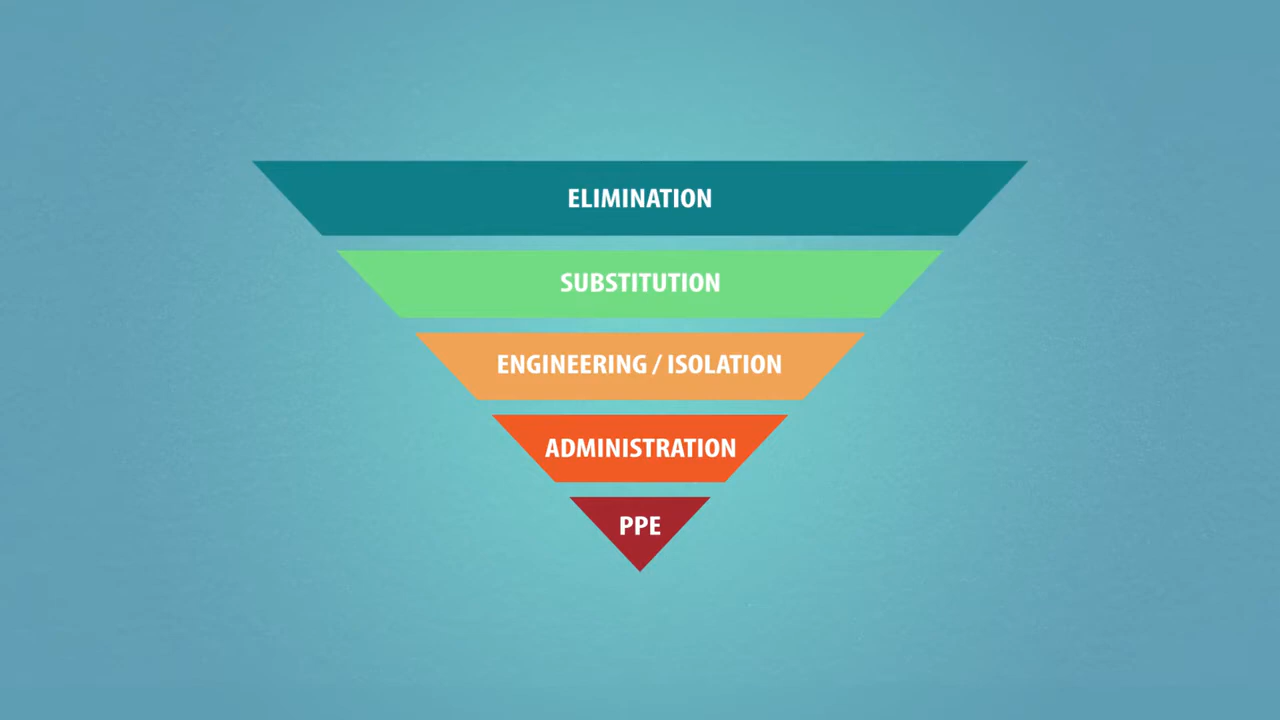 ELIMINATION
SUBSTITUTION
ENGINEERING / ISOLATION
ADMINISTRATION
PPE